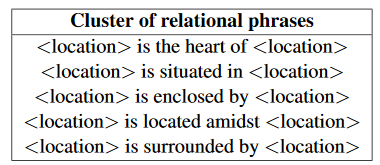 Cluster of relational phrases
<location> is the heart of <location>
<location> is situated in <location>
<location> is enclosed by <location>
<location> is located amidst <location>
<location> is surrounded by <location>